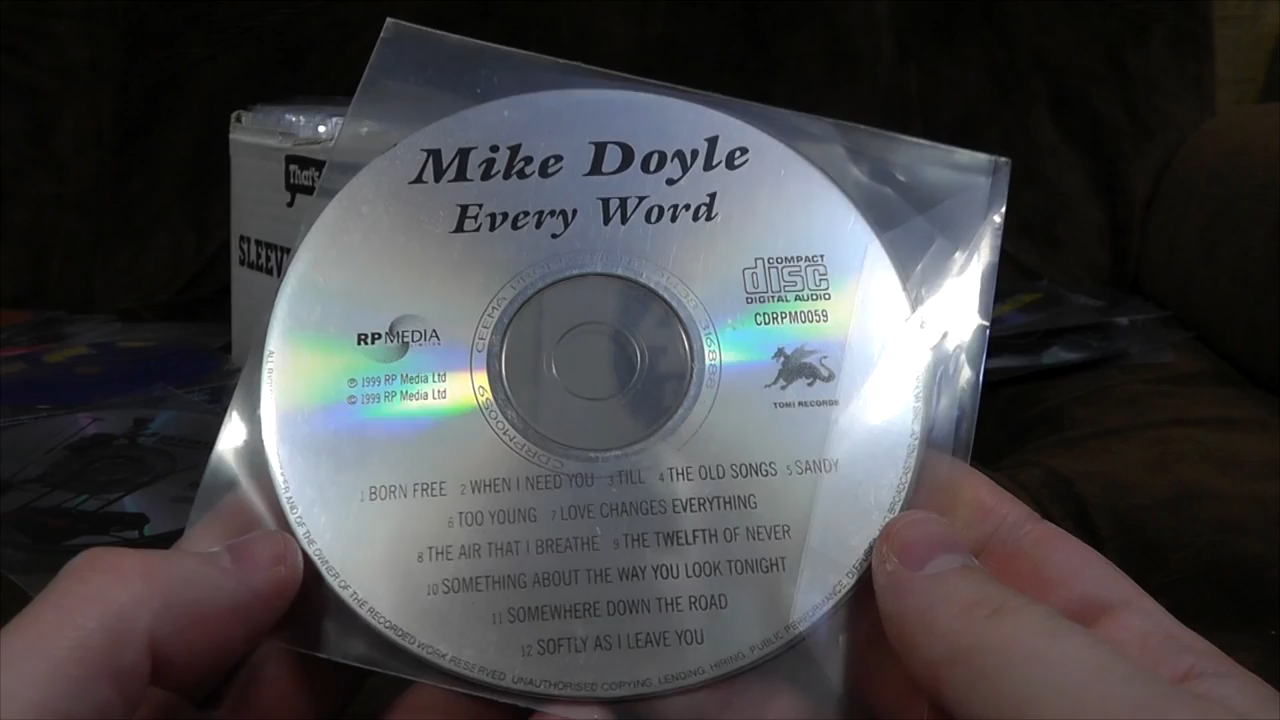 Mike Doyle
Every Word
That's
SLEEV
COMPACT
disc
DIGITAL AUDIO
CDRPM0059
RP MEDIA
LIMITED
℗ 1999 RP Media Ltd
© 1999 RP Media Ltd
TOMI RECORDS
CDRPM0059
316888
1 BORN FREE 2 WHEN I NEED YOU 3 TILL 4 THE OLD SONGS 5 SANDY
6 TOO YOUNG 7 LOVE CHANGES EVERYTHING
8 THE AIR THAT I BREATHE 9 THE TWELFTH OF NEVER
10 SOMETHING ABOUT THE WAY YOU LOOK TONIGHT
11 SOMEWHERE DOWN THE ROAD
12 SOFTLY AS I LEAVE YOU
AND OF THE OWNER OF THE RECORDED WORK RESERVED. UNAUTHORISED COPYING, LENDING, HIRING, PUBLIC PERFORMANCE,